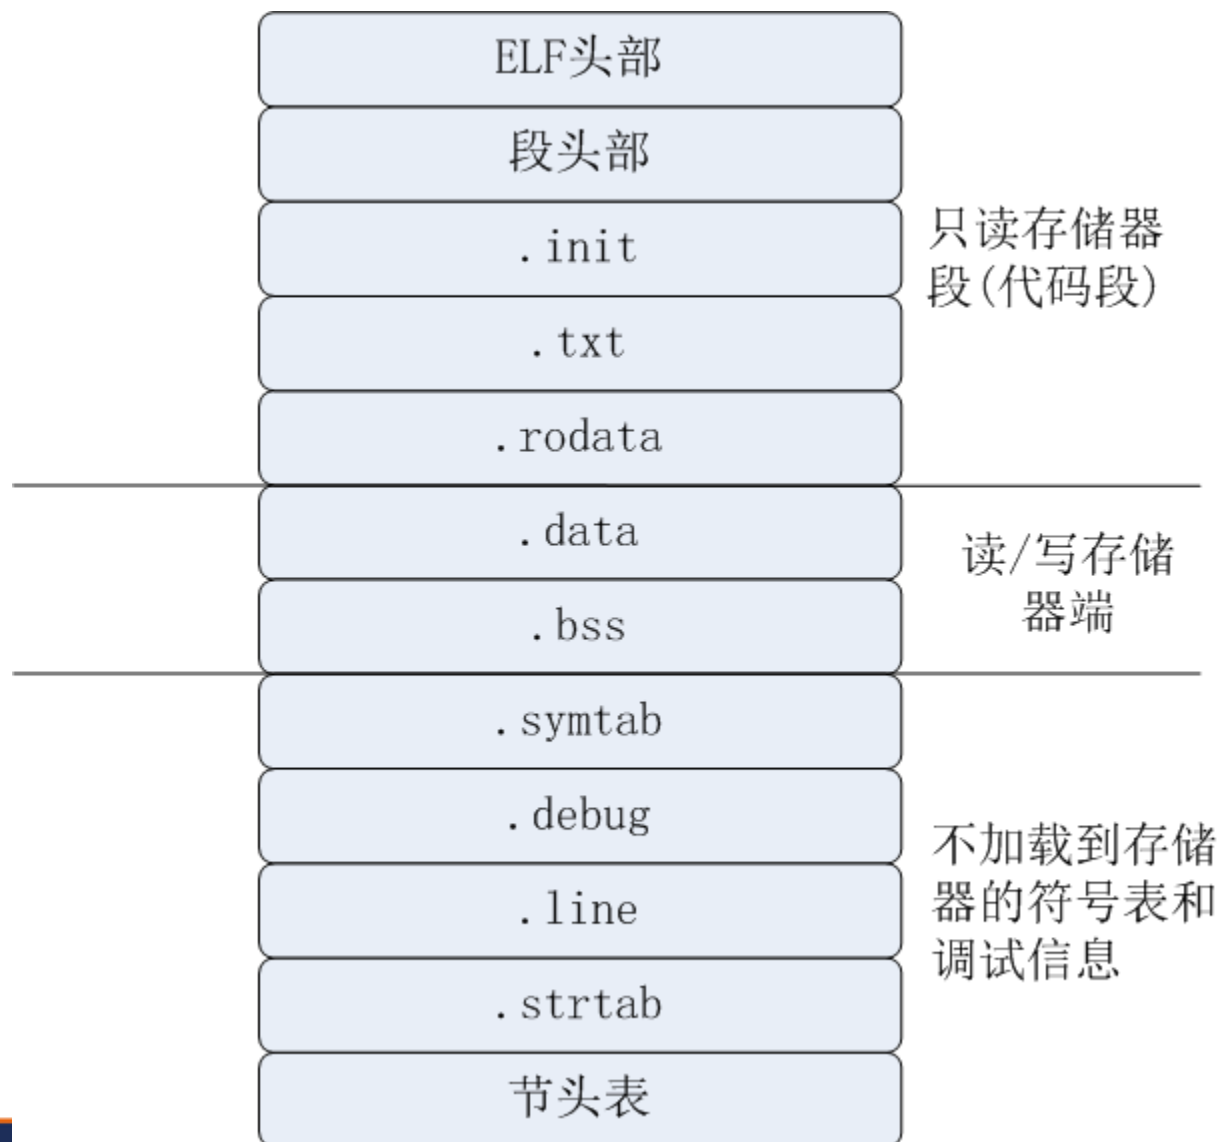 ELF头部
段头部
.init
只读存储器
段(代码段)
.txt
.rodata
.data
读/写存储
器端
.bss
.symtab
.debug
不加载到存储
器的符号表和
调试信息
.line
.strtab
节头表